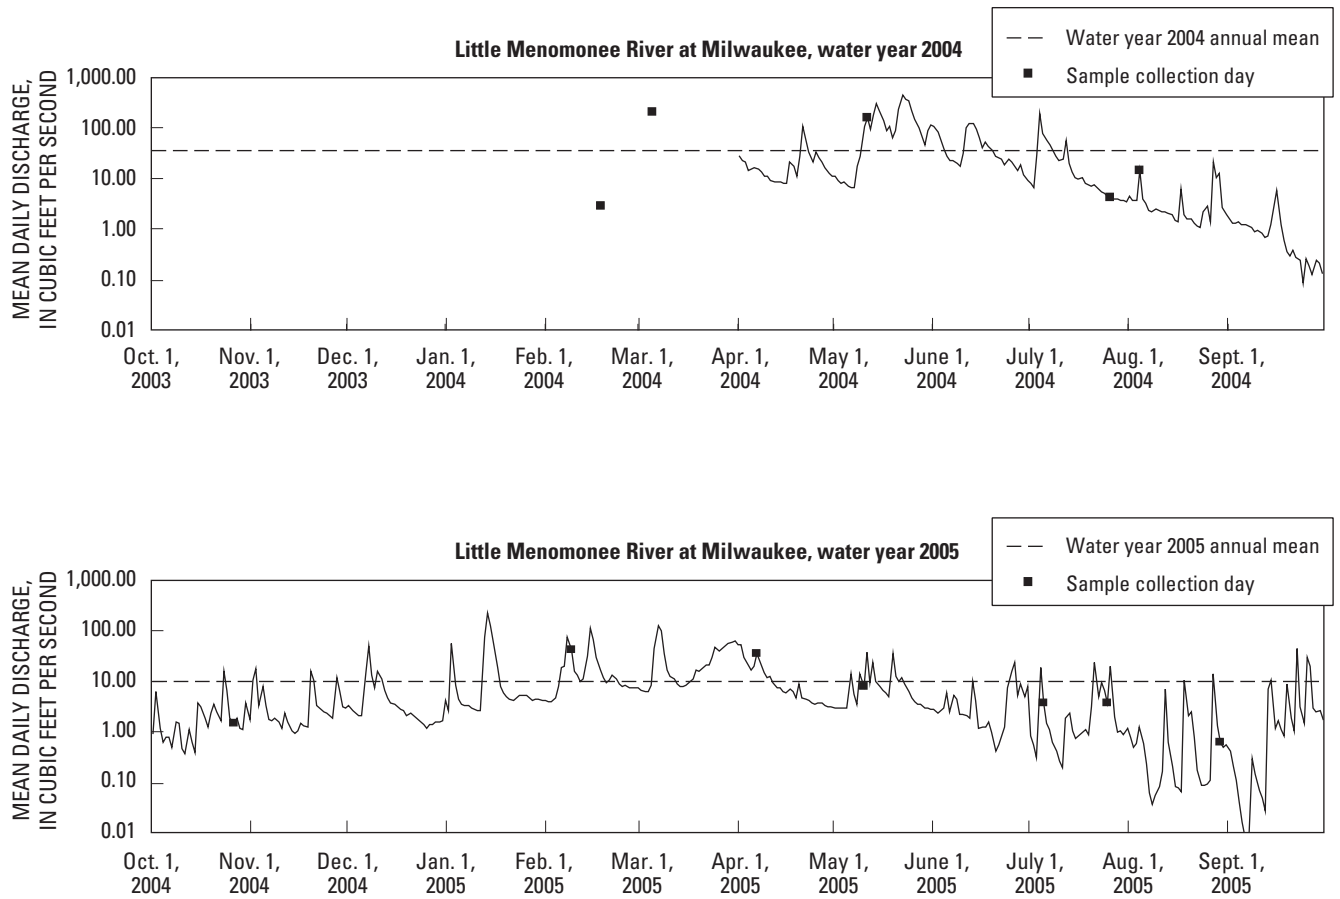 Little Menomonee River at Milwaukee, water year 2004
Water year 2004 annual mean
Sample collection day
MEAN DAILY DISCHARGE,
IN CUBIC FEET PER SECOND
1,000.00
100.00
10.00
1.00
0.10
0.01
Oct. 1, Nov. 1, Dec. 1, Jan. 1, Feb. 1, Mar. 1, Apr. 1, May 1, June 1, July 1, Aug. 1, Sept. 1,
2003 2003 2003 2004 2004 2004 2004 2004 2004 2004 2004 2004
Little Menomonee River at Milwaukee, water year 2005
Water year 2005 annual mean
Sample collection day
MEAN DAILY DISCHARGE,
IN CUBIC FEET PER SECOND
1,000.00
100.00
10.00
1.00
0.10
0.01
Oct. 1, Nov. 1, Dec. 1, Jan. 1, Feb. 1, Mar. 1, Apr. 1, May 1, June 1, July 1, Aug. 1, Sept. 1,
2004 2004 2004 2005 2005 2005 2005 2005 2005 2005 2005 2005